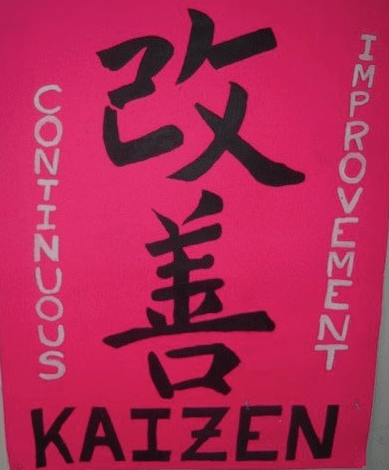 CONTINUOUS
改善
IMPROVEMENT
KAIZEN